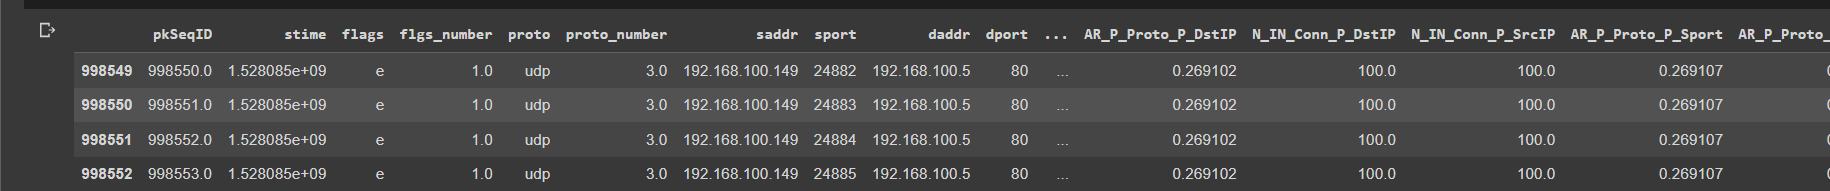 pkSeqID stime flags flgs_number proto proto_number saddr sport daddr dport ... AR_P_Proto_P_DstIP N_IN_Conn_P_DstIP N_IN_Conn_P_SrcIP AR_P_Proto_P_Sport AR_P_Proto_
998549 998550.0 1.528085e+09 e 1.0 udp 3.0 192.168.100.149 24882 192.168.100.5 80 ... 0.269102 100.0 100.0 0.269107
998550 998551.0 1.528085e+09 e 1.0 udp 3.0 192.168.100.149 24883 192.168.100.5 80 ... 0.269102 100.0 100.0 0.269107
998551 998552.0 1.528085e+09 e 1.0 udp 3.0 192.168.100.149 24884 192.168.100.5 80 ... 0.269102 100.0 100.0 0.269107
998552 998553.0 1.528085e+09 e 1.0 udp 3.0 192.168.100.149 24885 192.168.100.5 80 ... 0.269102 100.0 100.0 0.269107